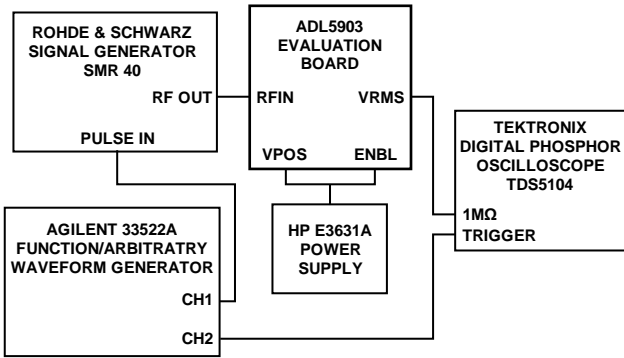 ROHDE & SCHWARZ
SIGNAL GENERATOR
SMR 40
RF OUT
PULSE IN
ADL5903
EVALUATION
BOARD
RFIN
VRMS
VPOS
ENBL
TEKTRONIX
DIGITAL PHOSPHOR
OSCILLOSCOPE
TDS5104
1MΩ
TRIGGER
AGILENT 33522A
FUNCTION/ARBITRATRY
WAVEFORM GENERATOR
CH1
CH2
HP E3631A
POWER
SUPPLY